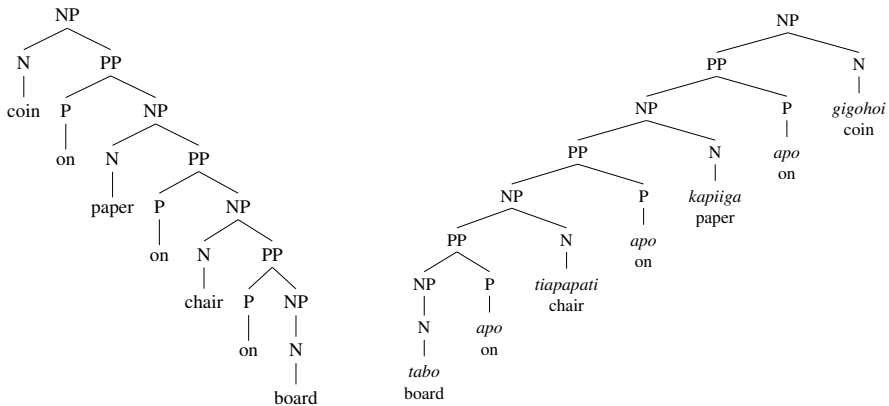 NP
N PP
coin P NP
on N PP
paper P NP
on N PP
chair P NP
on N
board
NP
PP N
NP P gigohoi
coin
PP N apo
on
NP P kapiiga
paper
PP N apo
on
NP P tiapapati
chair
N apo
on
tabo
board